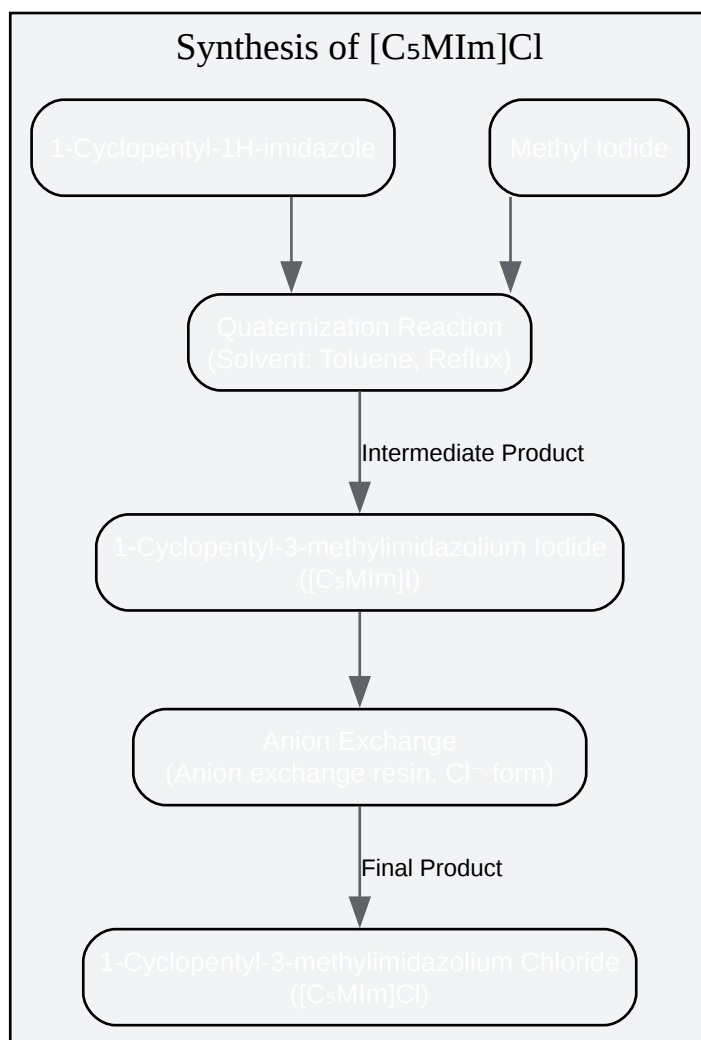 Synthesis of [C₅MIm]Cl
1-Cyclopentyl-1H-imidazole
Methyl Iodide
Quaternization Reaction
(Solvent: Toluene, Reflux)
Intermediate Product
1-Cyclopentyl-3-methylimidazolium Iodide
([C₅MIm]I)
Anion Exchange
(Anion exchange resin, Cl⁻ form)
Final Product
1-Cyclopentyl-3-methylimidazolium Chloride
([C₅MIm]Cl)